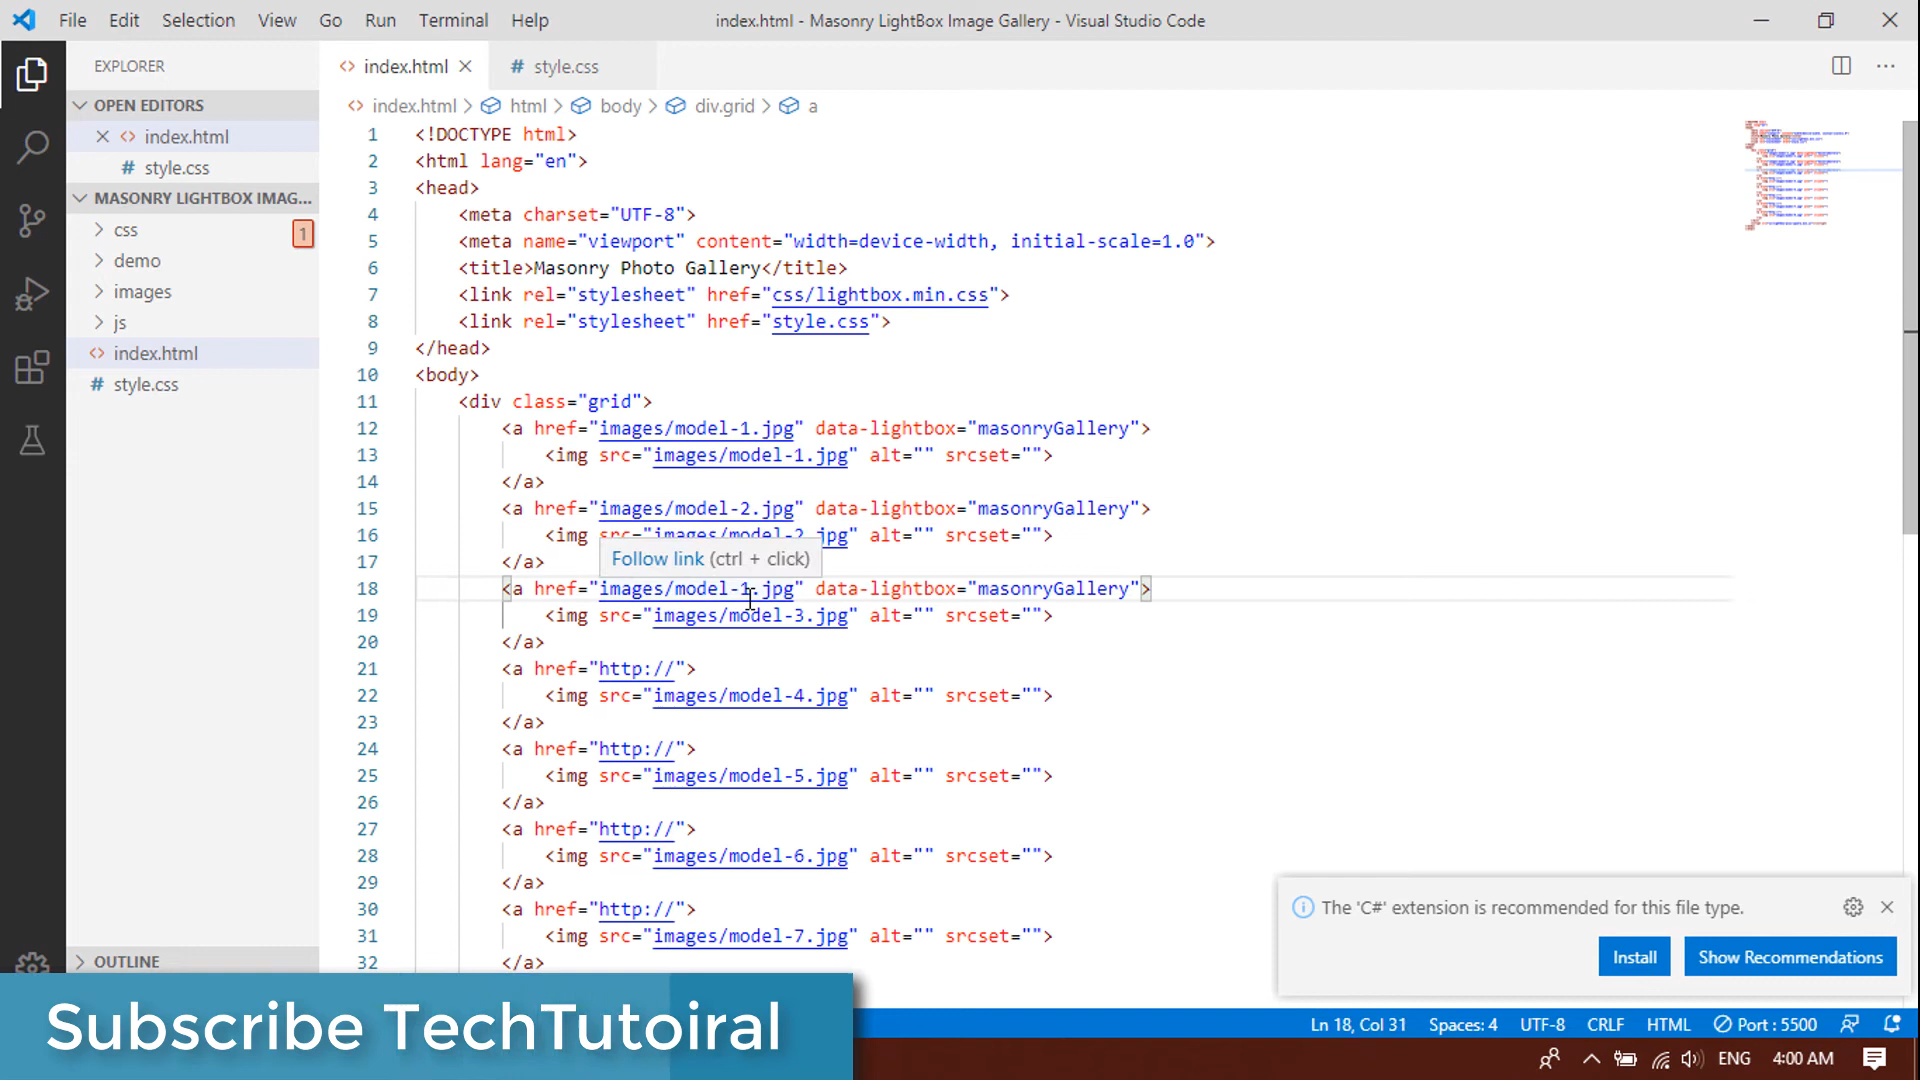 File Edit Selection View Go Run Terminal Help index.html - Masonry LightBox Image Gallery - Visual Studio Code
EXPLORER
OPEN EDITORS
index.html
style.css
MASONRY LIGHTBOX IMAG...
css 1
demo
images
js
index.html
style.css
OUTLINE
index.html style.css
index.html html body div.grid a
1 <!DOCTYPE html>
2 <html lang="en">
3 <head>
4 <meta charset="UTF-8">
5 <meta name="viewport" content="width=device-width, initial-scale=1.0">
6 <title>Masonry Photo Gallery</title>
7 <link rel="stylesheet" href="css/lightbox.min.css">
8 <link rel="stylesheet" href="style.css">
9 </head>
10 <body>
11 <div class="grid">
12 <a href="images/model-1.jpg" data-lightbox="masonryGallery">
13 <img src="images/model-1.jpg" alt="" srcset="">
14 </a>
15 <a href="images/model-2.jpg" data-lightbox="masonryGallery">
16 <img src="images/model-2.jpg" alt="" srcset="">
17 </a>
Follow link (ctrl + click)
18 <a href="images/model-1.jpg" data-lightbox="masonryGallery">
19 <img src="images/model-3.jpg" alt="" srcset="">
20 </a>
21 <a href="http://">
22 <img src="images/model-4.jpg" alt="" srcset="">
23 </a>
24 <a href="http://">
25 <img src="images/model-5.jpg" alt="" srcset="">
26 </a>
27 <a href="http://">
28 <img src="images/model-6.jpg" alt="" srcset="">
29 </a>
30 <a href="http://">
31 <img src="images/model-7.jpg" alt="" srcset="">
32 </a>
The 'C#' extension is recommended for this file type.
Install Show Recommendations
Subscribe TechTutoiral
Ln 18, Col 31 Spaces: 4 UTF-8 CRLF HTML Port : 5500
ENG 4:00 AM